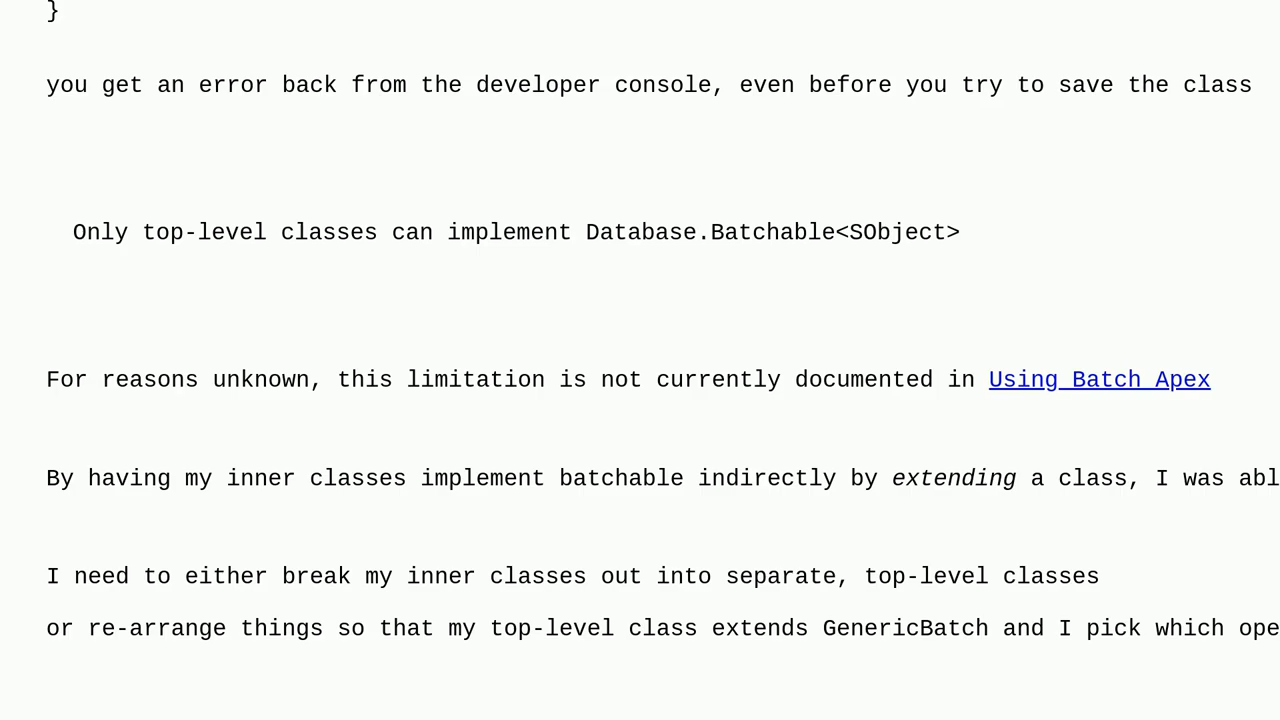 }
you get an error back from the developer console, even before you try to save the class
Only top-level classes can implement Database.Batchable<SObject>
For reasons unknown, this limitation is not currently documented in Using Batch Apex
By having my inner classes implement batchable indirectly by extending a class, I was abl
I need to either break my inner classes out into separate, top-level classes
or re-arrange things so that my top-level class extends GenericBatch and I pick which ope